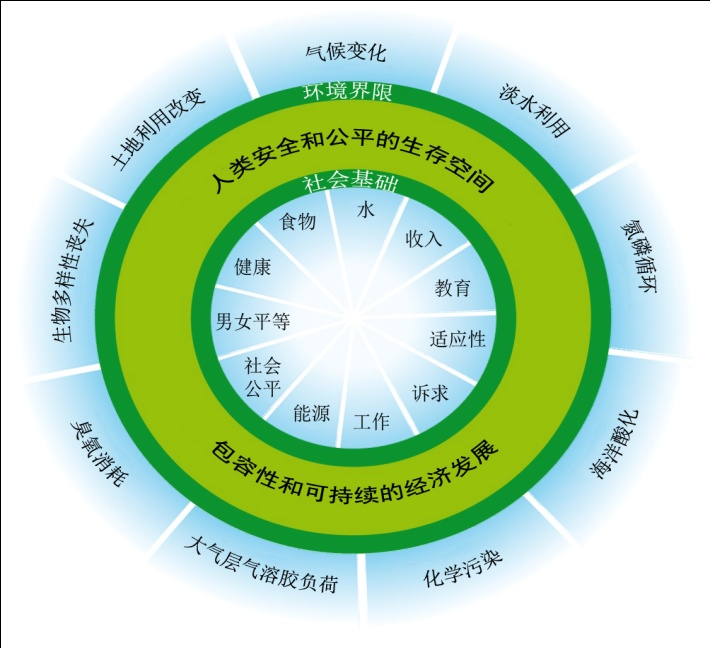 气候变化
淡水利用
氮磷循环
海洋酸化
化学污染
大气层气溶胶负荷
臭氧消耗
生物多样性丧失
土地利用改变
环境界限
人类安全和公平的生存空间
社会基础
水
收入
教育
适应性
诉求
工作
能源
社会
公平
男女平等
健康
食物
包容性和可持续的经济发展